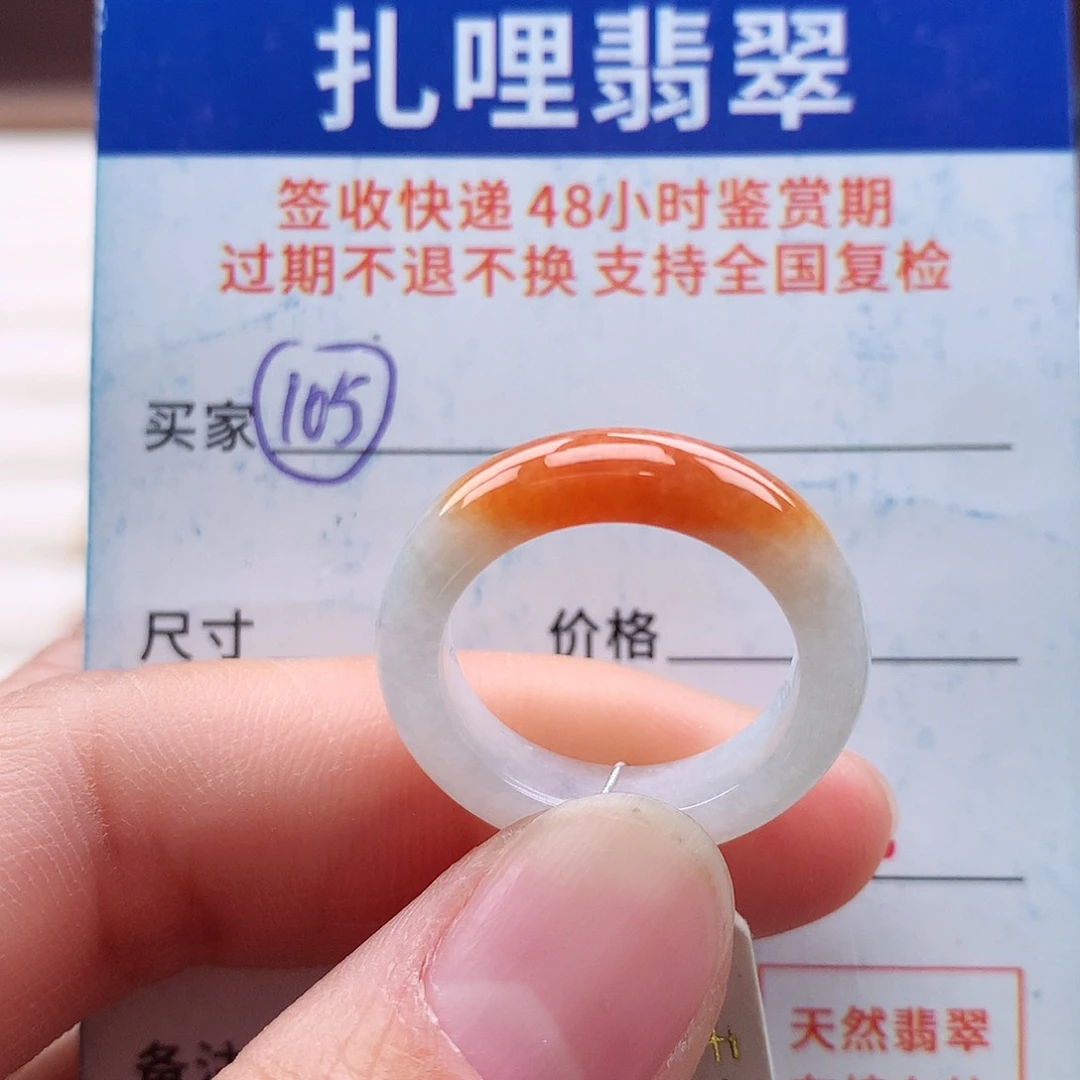 扎哩翡翠
签收快递 48小时鉴赏期
过期不退不换 支持全国复检
买家 105
尺寸 价格
天然翡翠